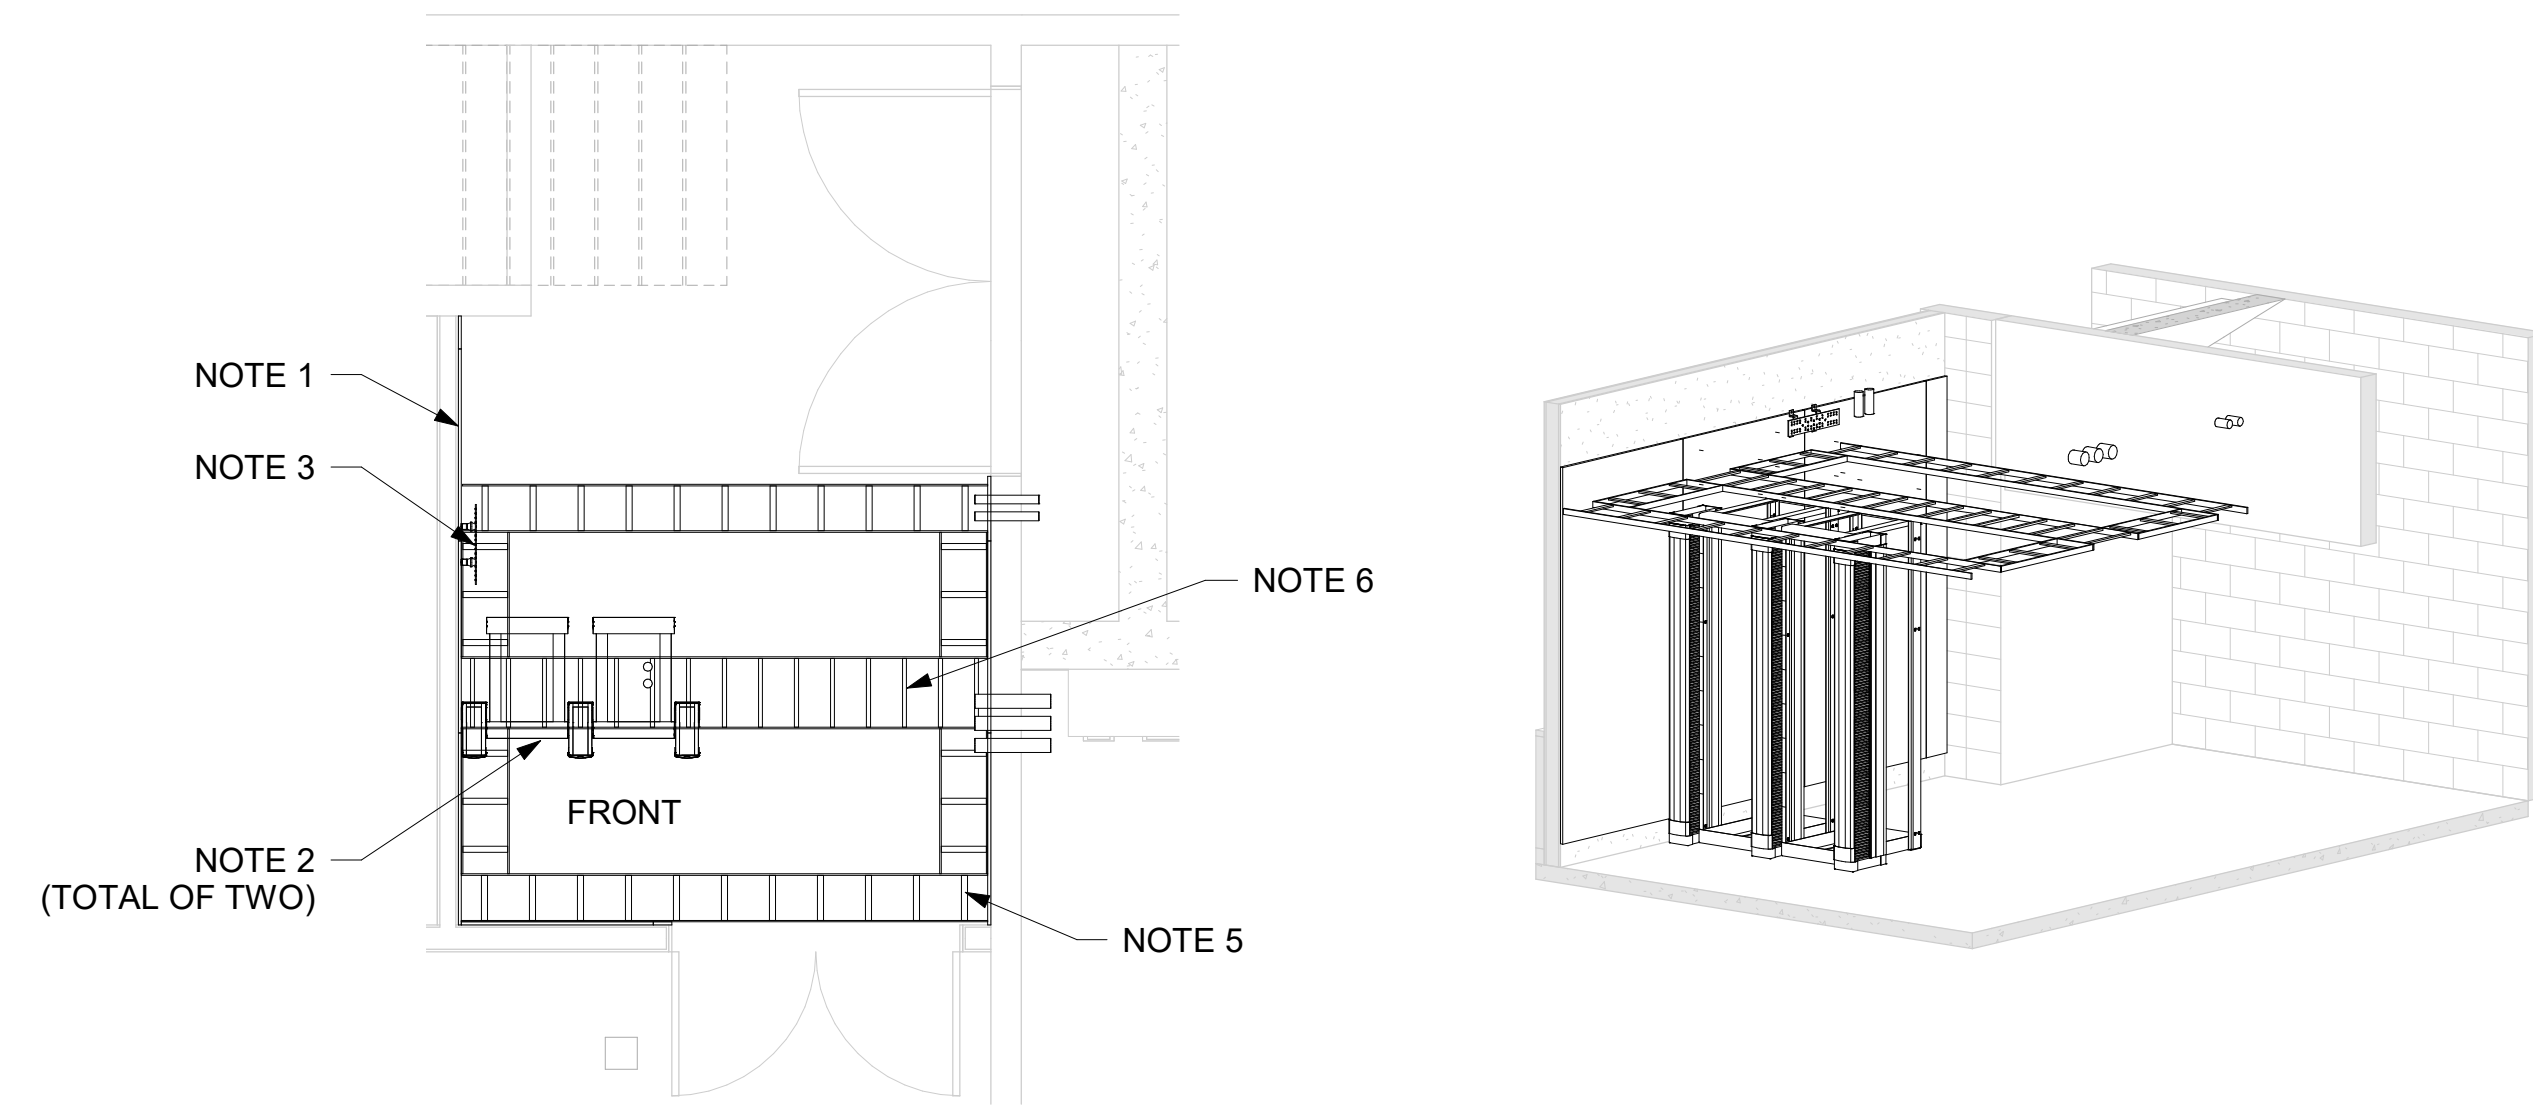 NOTE 1
NOTE 3
NOTE 6
FRONT
NOTE 2
(TOTAL OF TWO)
NOTE 5